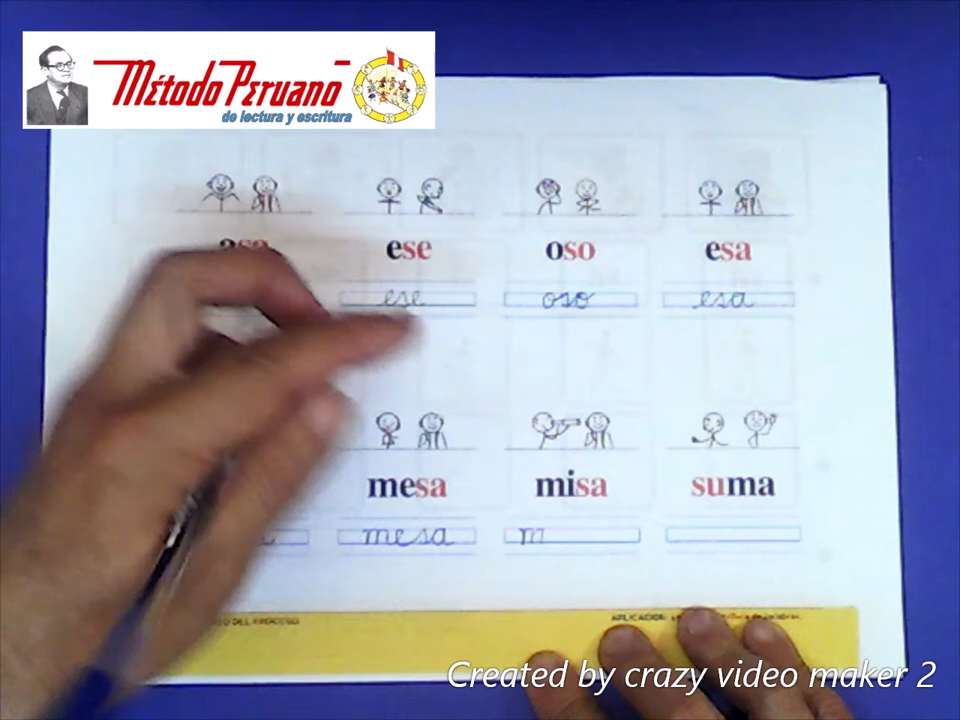 Método Peruano
de lectura y escritura
asa ese oso esa
ese oso esa
mesa misa suma
mesa m
Created by crazy video maker 2